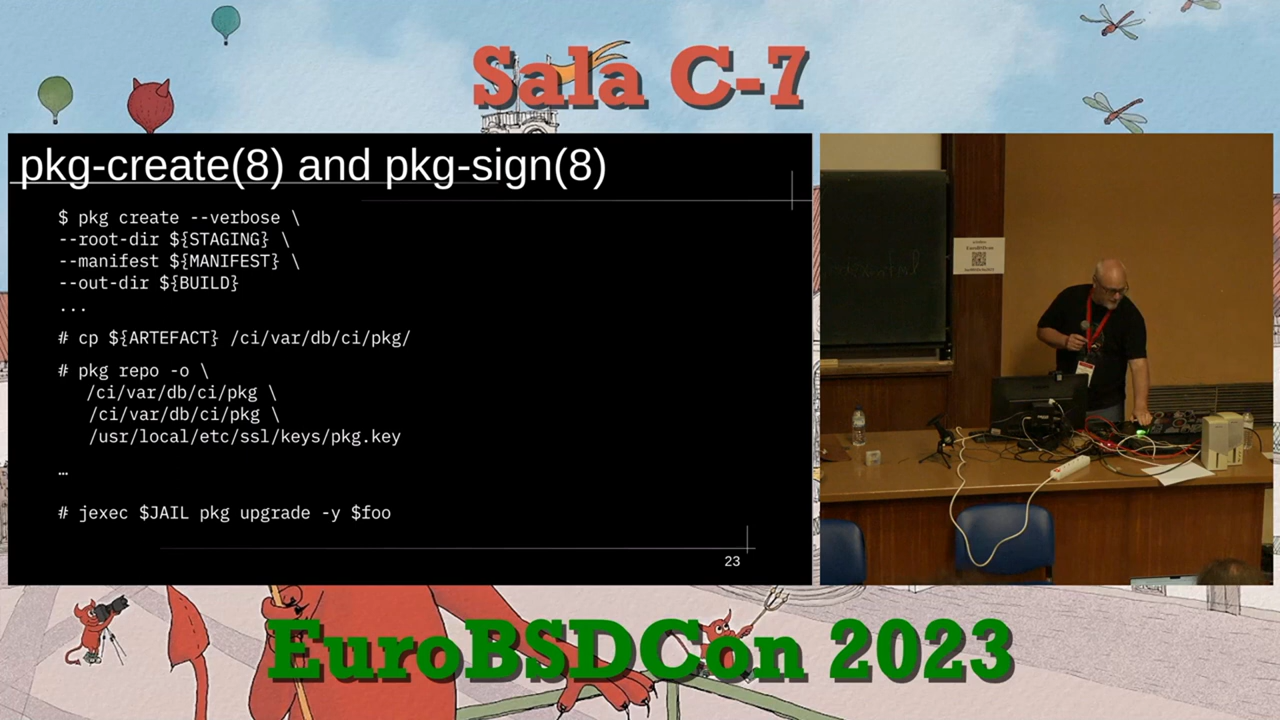 Sala C-7
pkg-create(8) and pkg-sign(8)
$ pkg create --verbose \
--root-dir ${STAGING} \
--manifest ${MANIFEST} \
--out-dir ${BUILD}
...
# cp ${ARTEFACT} /ci/var/db/ci/pkg/
# pkg repo -o \
/ci/var/db/ci/pkg \
/ci/var/db/ci/pkg \
/usr/local/etc/ssl/keys/pkg.key
…
# jexec $JAIL pkg upgrade -y $foo
23
EuroBSDCon 2023